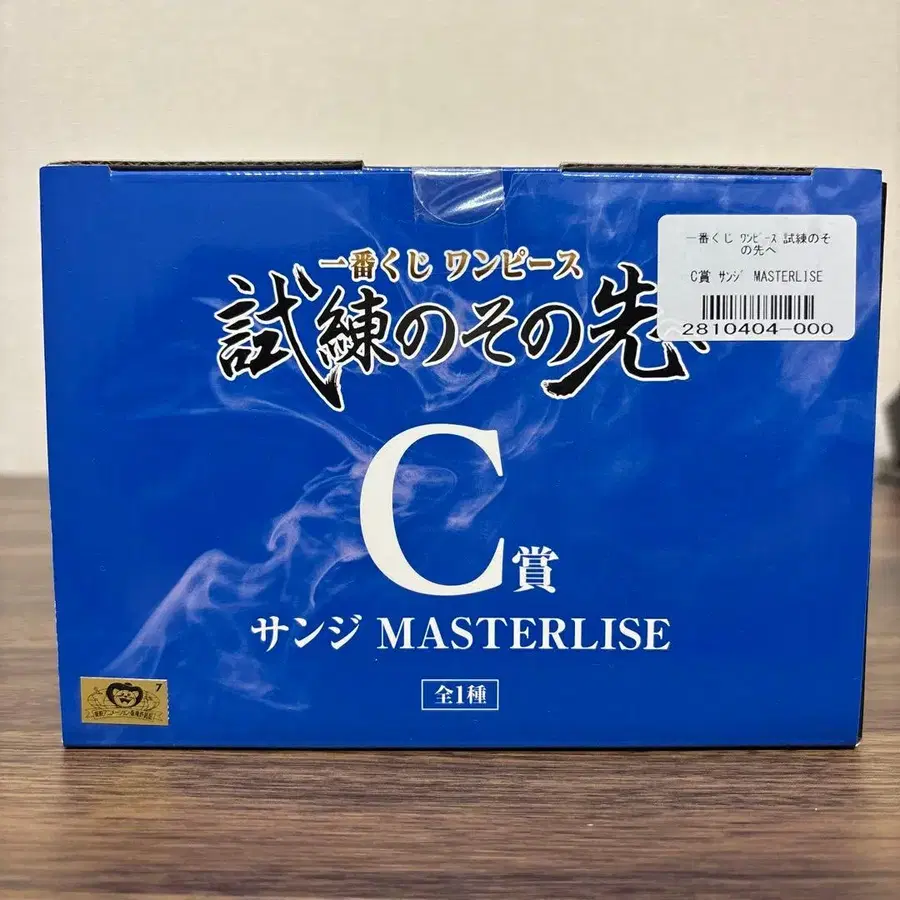 一番くじ ワンピース
試練のその先へ
C賞
サンジ MASTERLISE
全1種
一番くじ ﾜﾝﾋﾟｰｽ 試練のそ
の先へ
C賞 ｻﾝｼﾞ MASTERLISE
2810404-000
7